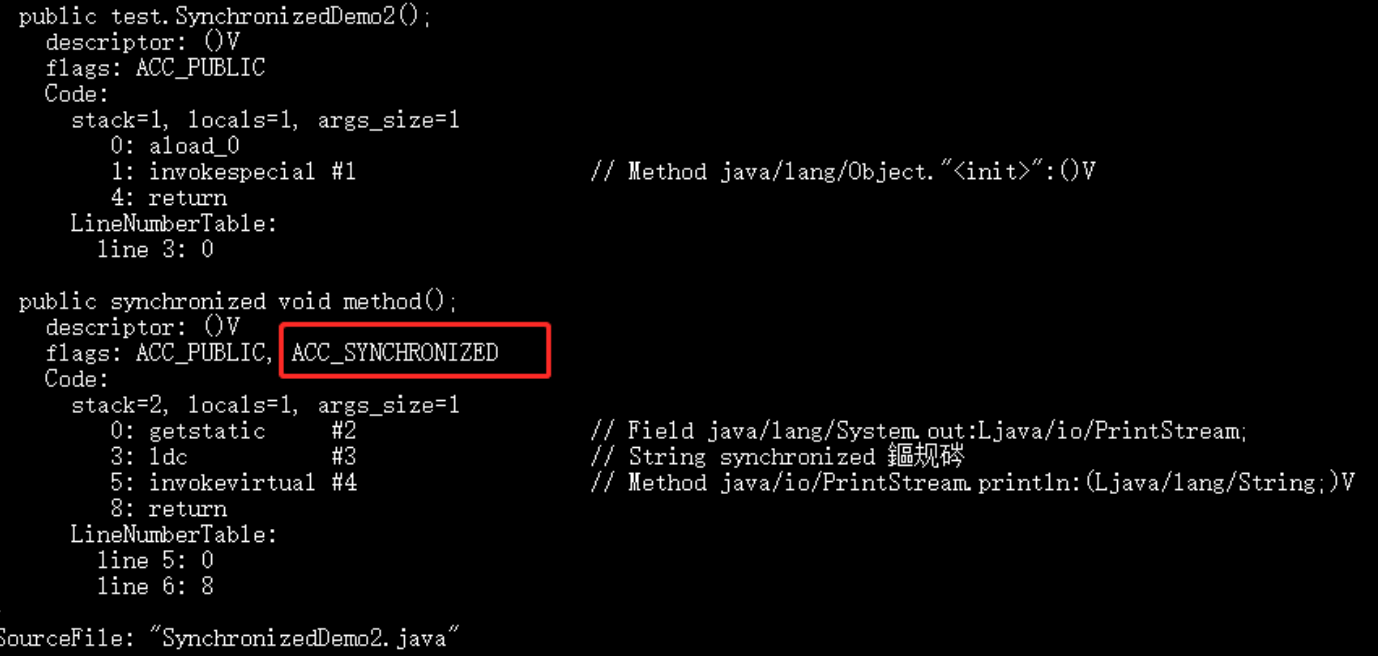 public test.SynchronizedDemo2();
descriptor: ()V
flags: ACC_PUBLIC
Code:
stack=1, locals=1, args_size=1
0: aload_0
1: invokespecial #1 // Method java/lang/Object."<init>":()V
4: return
LineNumberTable:
line 3: 0
public synchronized void method();
descriptor: ()V
flags: ACC_PUBLIC, ACC_SYNCHRONIZED
Code:
stack=2, locals=1, args_size=1
0: getstatic #2 // Field java/lang/System.out:Ljava/io/PrintStream;
3: ldc #3 // String synchronized 鏂规硶
5: invokevirtual #4 // Method java/io/PrintStream.println:(Ljava/lang/String;)V
8: return
LineNumberTable:
line 5: 0
line 6: 8
SourceFile: "SynchronizedDemo2.java"